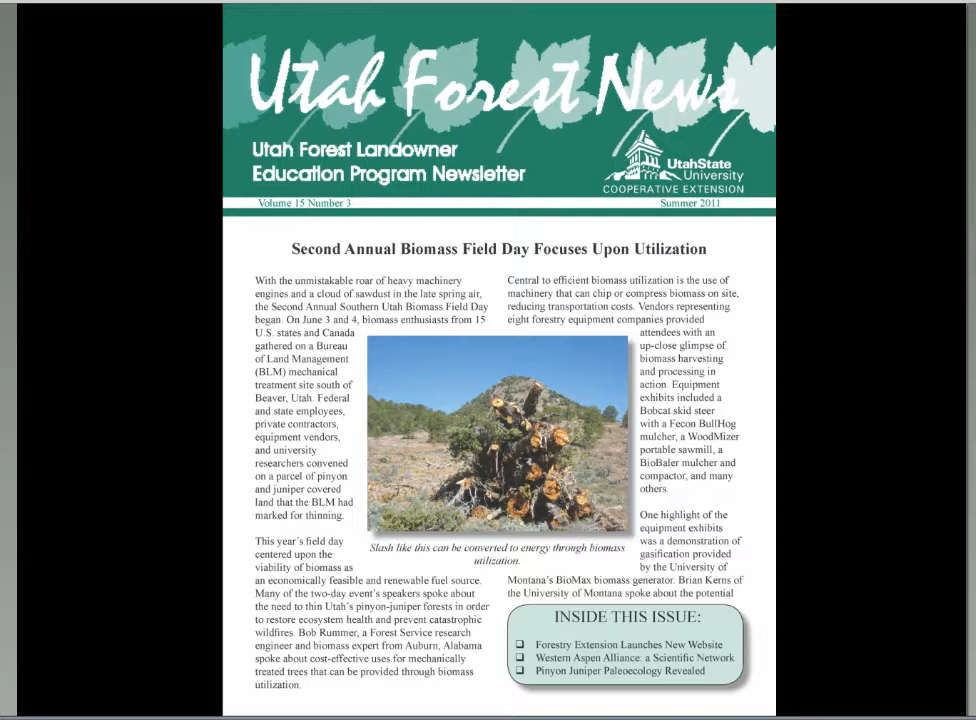 Utah Forest News
Utah Forest Landowner
Education Program Newsletter
UtahState
University
COOPERATIVE EXTENSION
Volume 15 Number 3
Summer 2011
Second Annual Biomass Field Day Focuses Upon Utilization
With the unmistakable roar of heavy machinery
engines and a cloud of sawdust in the late spring air,
the Second Annual Southern Utah Biomass Field Day
began. On June 3 and 4, biomass enthusiasts from 15
U.S. states and Canada
gathered on a Bureau
of Land Management
(BLM) mechanical
treatment site south of
Beaver, Utah. Federal
and state employees,
private contractors,
equipment vendors,
and university
researchers convened
on a parcel of pinyon
and juniper covered
land that the BLM had
marked for thinning.
This year's field day
centered upon the
viability of biomass as
an economically feasible and renewable fuel source.
Many of the two-day event's speakers spoke about
the need to thin Utah's pinyon-juniper forests in order
to restore ecosystem health and prevent catastrophic
wildfires. Bob Rummer, a Forest Service research
engineer and biomass expert from Auburn, Alabama
spoke about cost-effective uses for mechanically
treated trees that can be provided through biomass
utilization.
Slash like this can be converted to energy through biomass
utilization.
Central to efficient biomass utilization is the use of
machinery that can chip or compress biomass on site,
reducing transportation costs. Vendors representing
eight forestry equipment companies provided
attendees with an
up-close glimpse of
biomass harvesting
and processing in
action. Equipment
exhibits included a
Bobcat skid steer
with a Fecon BullHog
mulcher, a WoodMizer
portable sawmill, a
BioBaler mulcher and
compactor, and many
others.
One highlight of the
equipment exhibits
was a demonstration of
gasification provided
by the University of
Montana's BioMax biomass generator. Brian Kerns of
the University of Montana spoke about the potential
INSIDE THIS ISSUE:
Forestry Extension Launches New Website
Western Aspen Alliance: a Scientific Network
Pinyon Juniper Paleoecology Revealed